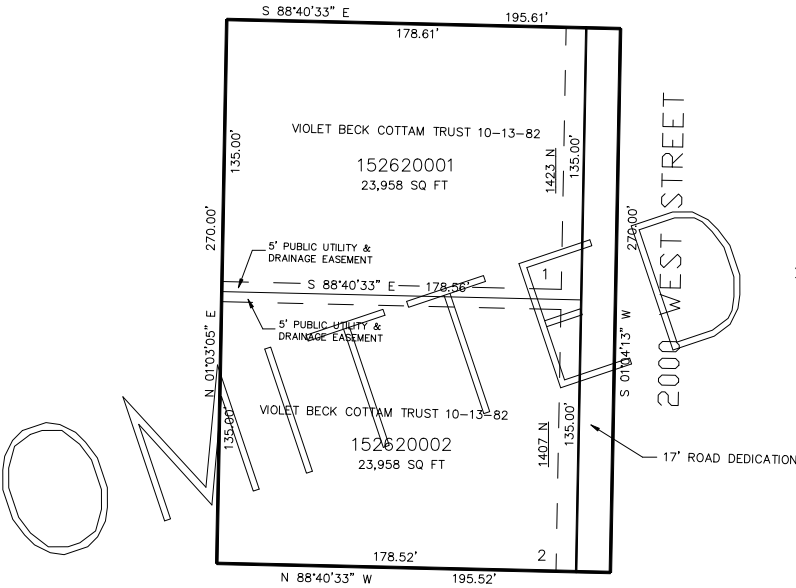 S 88°40'33" E
195.61'
178.61'
VIOLET BECK COTTAM TRUST 10-13-82
135.00'
152620001
23,958 SQ FT
1423 N
135.00'
270.00'
5' PUBLIC UTILITY &
DRAINAGE EASEMENT
S 88°40'33" E
178.56'
1
270.00'
2000 WEST STREET
5' PUBLIC UTILITY &
DRAINAGE EASEMENT
N 01°03'05" E
S 01°04'13" W
OMITTED
135.00'
VIOLET BECK COTTAM TRUST 10-13-82
152620002
23,958 SQ FT
1407 N
135.00'
17' ROAD DEDICATION
178.52'
2
N 88°40'33" W
195.52'